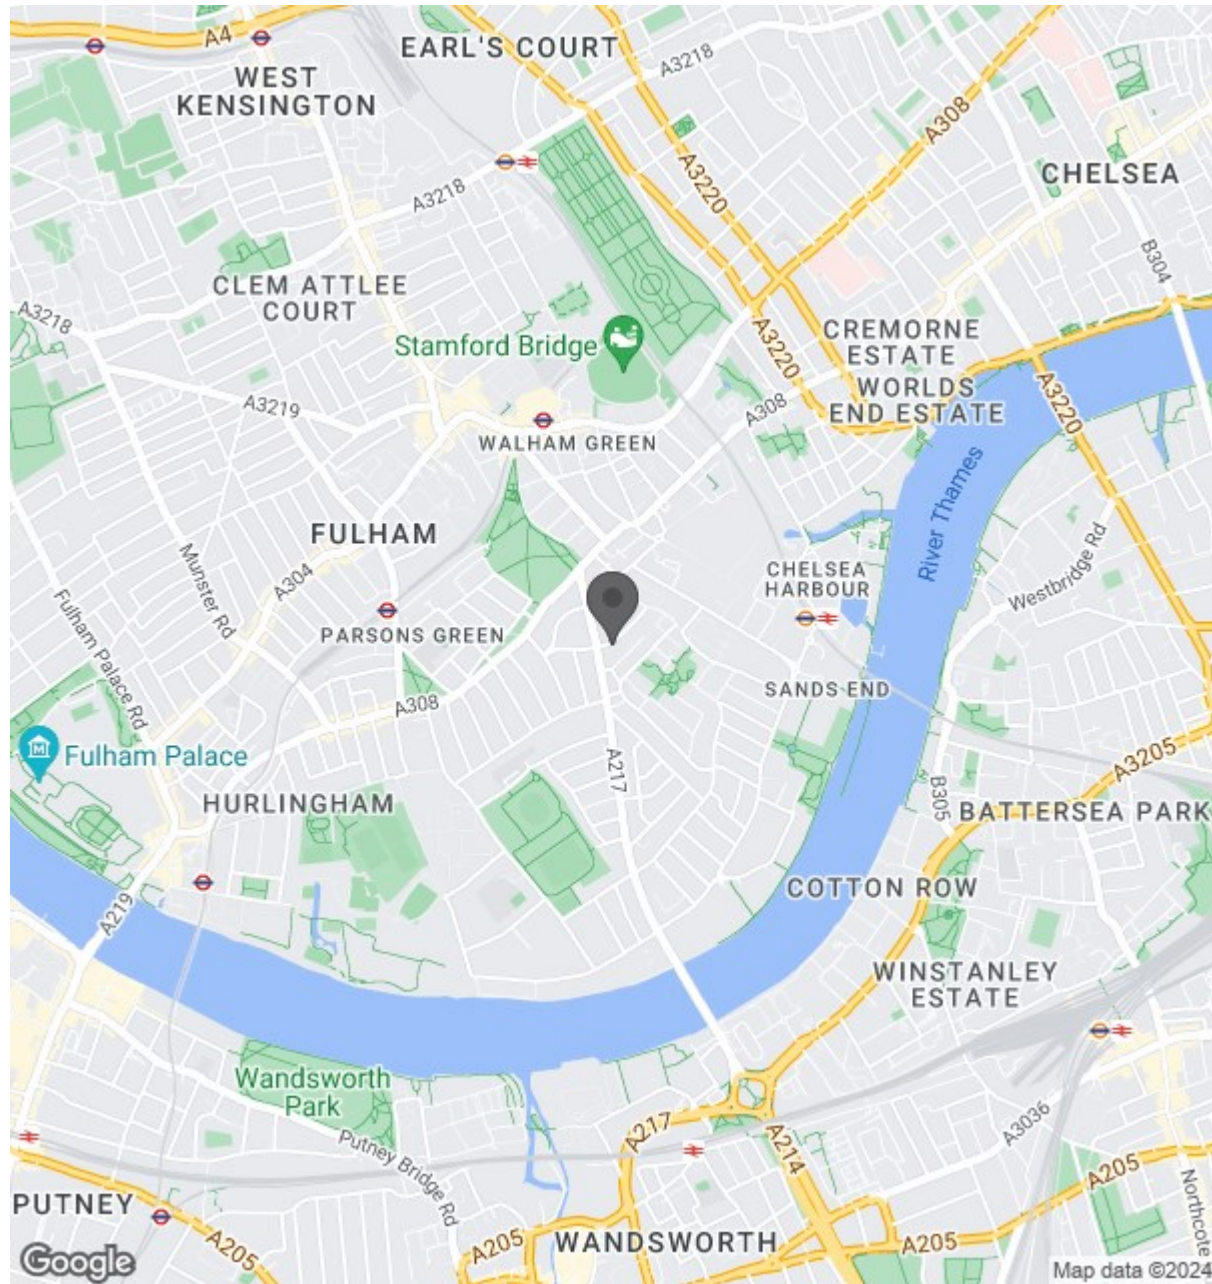 A4
EARL'S COURT
A3218
WEST
KENSINGTON
A308
A3220
CHELSEA
A3218
B304
CLEM ATTLEE
COURT
A3218
Stamford Bridge
A3220
CREMORNE
ESTATE
WORLDS
END ESTATE
A3220
A3219
A308
WALHAM GREEN
River Thames
FULHAM
Munster Rd
A304
CHELSEA
HARBOUR
Westbridge Rd
Fulham Palace Rd
PARSONS GREEN
SANDS END
A308
Fulham Palace
A217
A3205
HURLINGHAM
B305
BATTERSEA PARK
COTTON ROW
A219
WINSTANLEY
ESTATE
Wandsworth
Park
Putney Bridge Rd
A217
A214
A3036
A205
PUTNEY
Northcote
A205
A205
WANDSWORTH
A205
Google
Map data ©2024